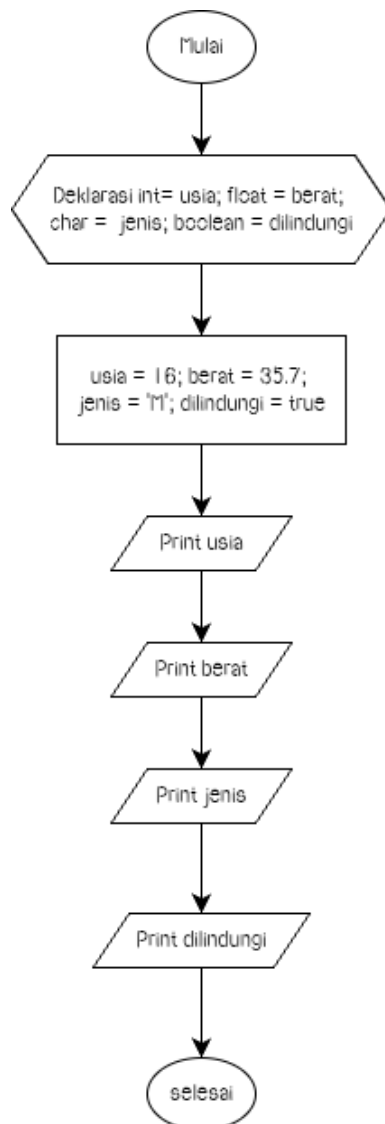 Mulai
Deklarasi int= usia; float = berat;
char = jenis; boolean = dilindungi
usia = 16; berat = 35.7;
jenis = 'M'; dilindungi = true
Print usia
Print berat
Print jenis
Print dilindungi
selesai